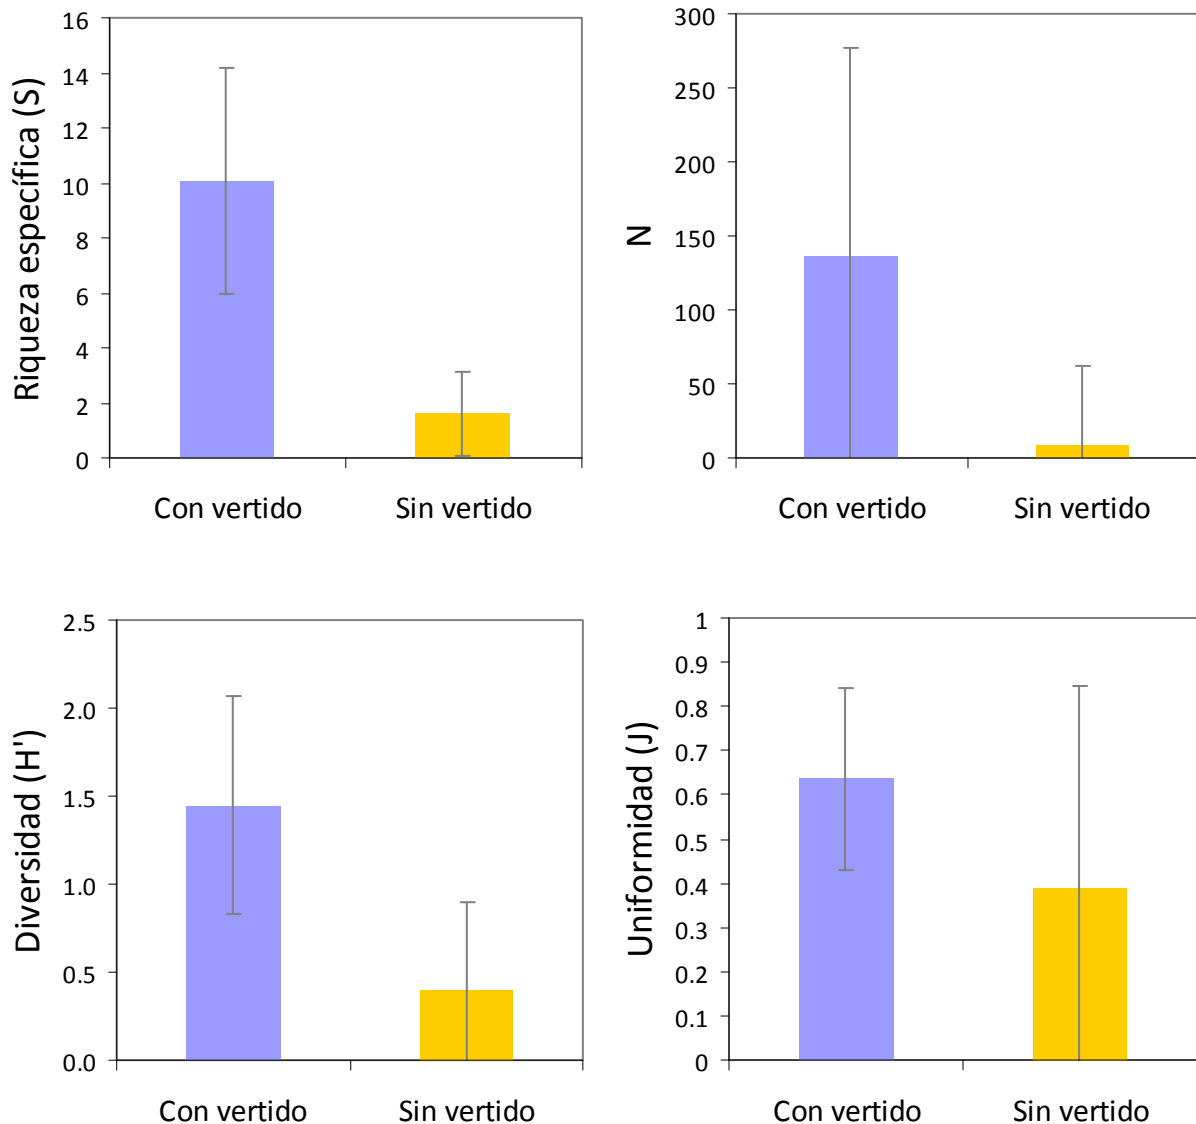 Riqueza específica (S)
16
14
12
10
8
6
4
2
0
Con vertido
Sin vertido
N
300
250
200
150
100
50
0
Con vertido
Sin vertido
Diversidad (H')
2.5
2.0
1.5
1.0
0.5
0.0
Con vertido
Sin vertido
Uniformidad (J)
1
0.9
0.8
0.7
0.6
0.5
0.4
0.3
0.2
0.1
0
Con vertido
Sin vertido